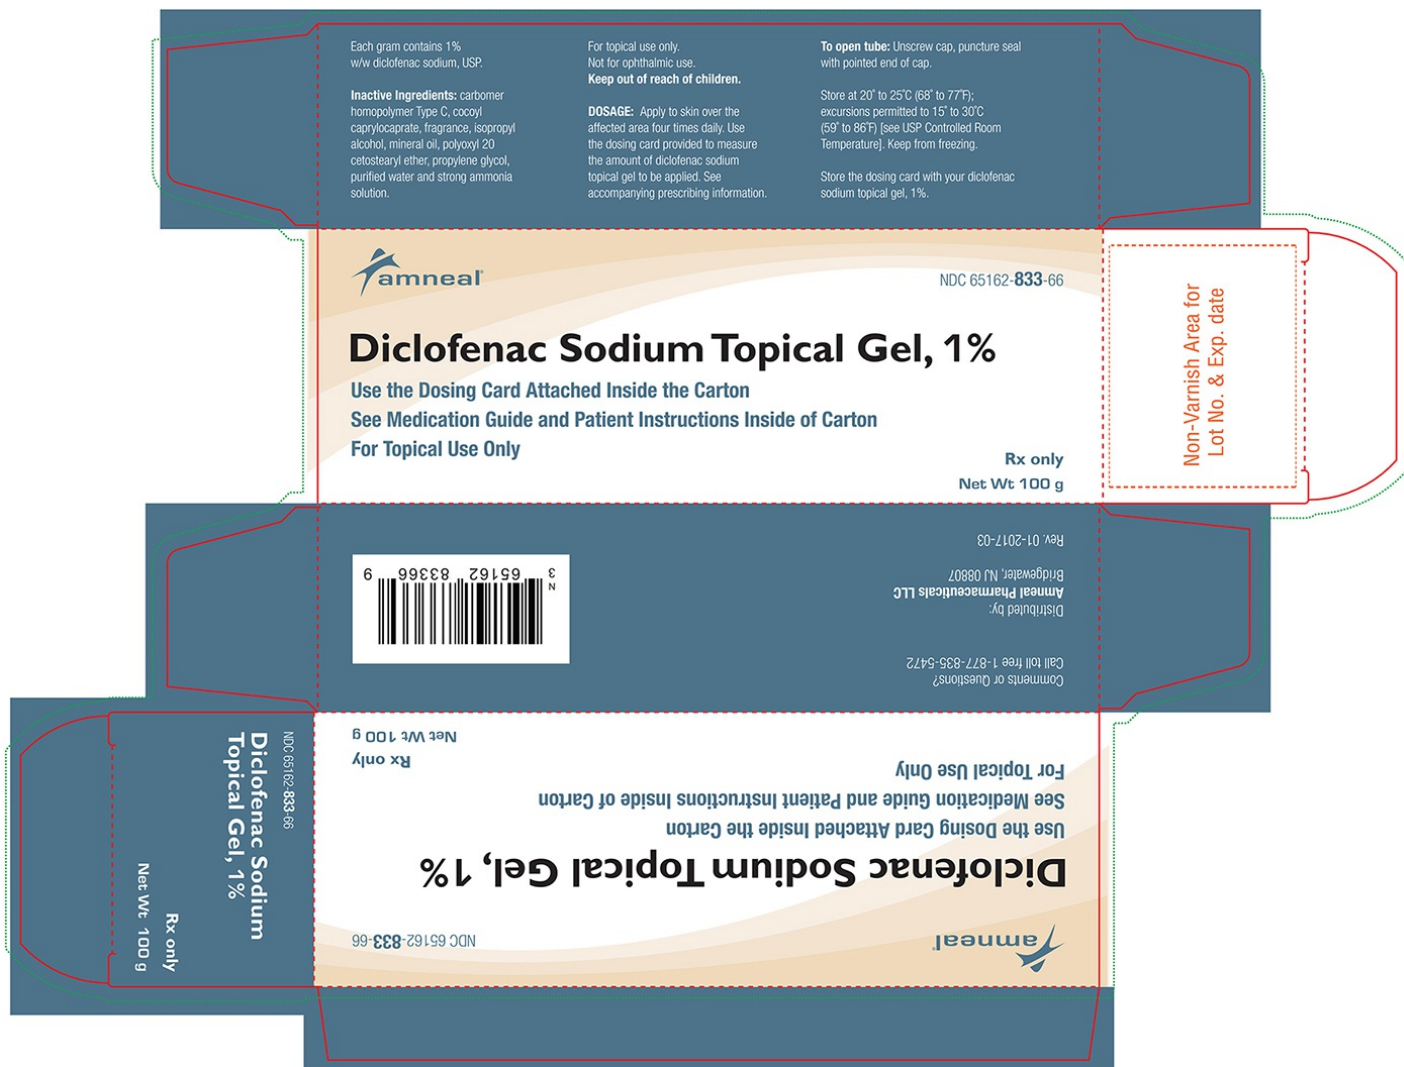 Each gram contains 1%
w/w diclofenac sodium, USP.
Inactive Ingredients: carbomer
homopolymer Type C, cocoyl
caprylocaprate, fragrance, isopropyl
alcohol, mineral oil, polyoxyl 20
cetostearyl ether, propylene glycol,
purified water and strong ammonia
solution.
For topical use only.
Not for ophthalmic use.
Keep out of reach of children.
DOSAGE: Apply to skin over the
affected area four times daily. Use
the dosing card provided to measure
the amount of diclofenac sodium
topical gel to be applied. See
accompanying prescribing information.
To open tube: Unscrew cap, puncture seal
with pointed end of cap.
Store at 20˚ to 25˚C (68˚ to 77˚F);
excursions permitted to 15˚ to 30˚C
(59˚ to 86˚F) [see USP Controlled Room
Temperature]. Keep from freezing.
Store the dosing card with your diclofenac
sodium topical gel, 1%.
amneal®
NDC 65162-833-66
Diclofenac Sodium Topical Gel, 1%
Use the Dosing Card Attached Inside the Carton
See Medication Guide and Patient Instructions Inside of Carton
For Topical Use Only
Rx only
Net Wt 100 g
Non-Varnish Area for
Lot No. & Exp. date
Comments or Questions?
Call toll free 1-877-835-5472
Distributed by:
Amneal Pharmaceuticals LLC
Bridgewater, NJ 08807
Rev. 01-2017-03
N
3 65162 83366 9
amneal®
NDC 65162-833-66
Diclofenac Sodium Topical Gel, 1%
Use the Dosing Card Attached Inside the Carton
See Medication Guide and Patient Instructions Inside of Carton
For Topical Use Only
Rx only
Net Wt 100 g
NDC 65162-833-66
Diclofenac Sodium
Topical Gel, 1%
Rx only
Net Wt 100 g